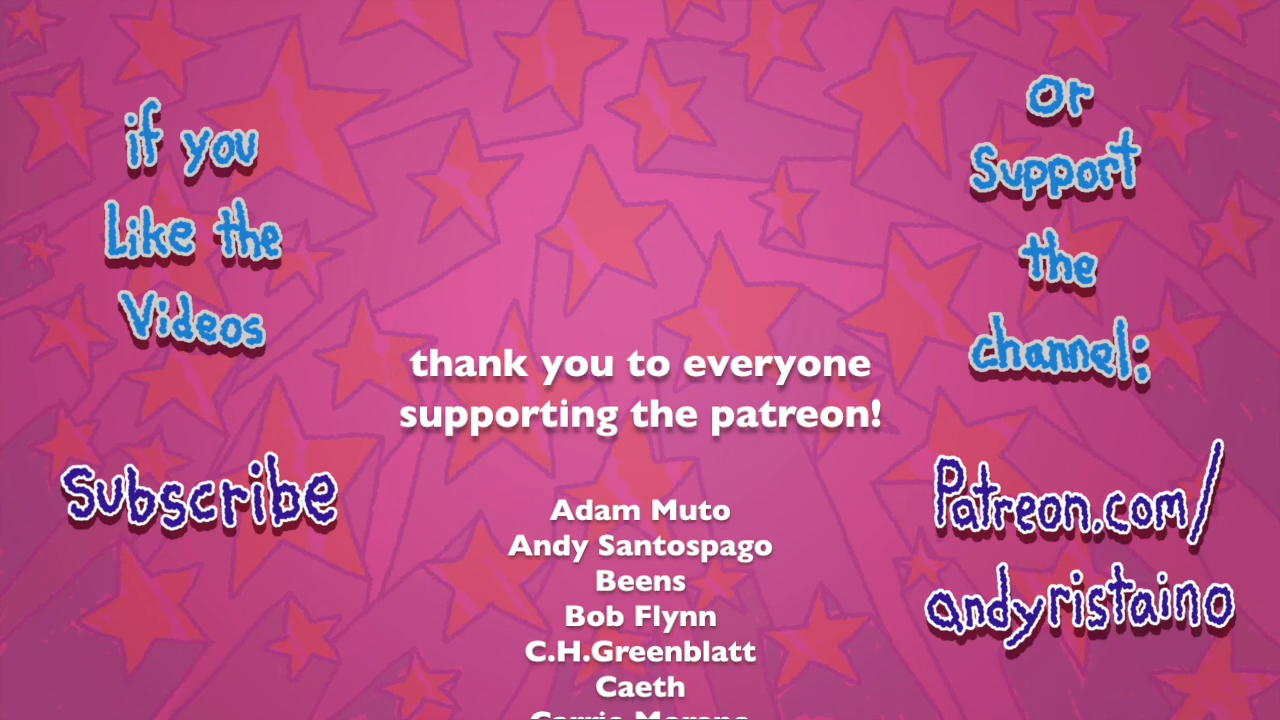 if you
Like the
Videos
Subscribe
thank you to everyone
supporting the patreon!
Adam Muto
Andy Santospago
Beens
Bob Flynn
C.H.Greenblatt
Caeth
or
Support
the
channel:
Patreon.com/
andyristaino